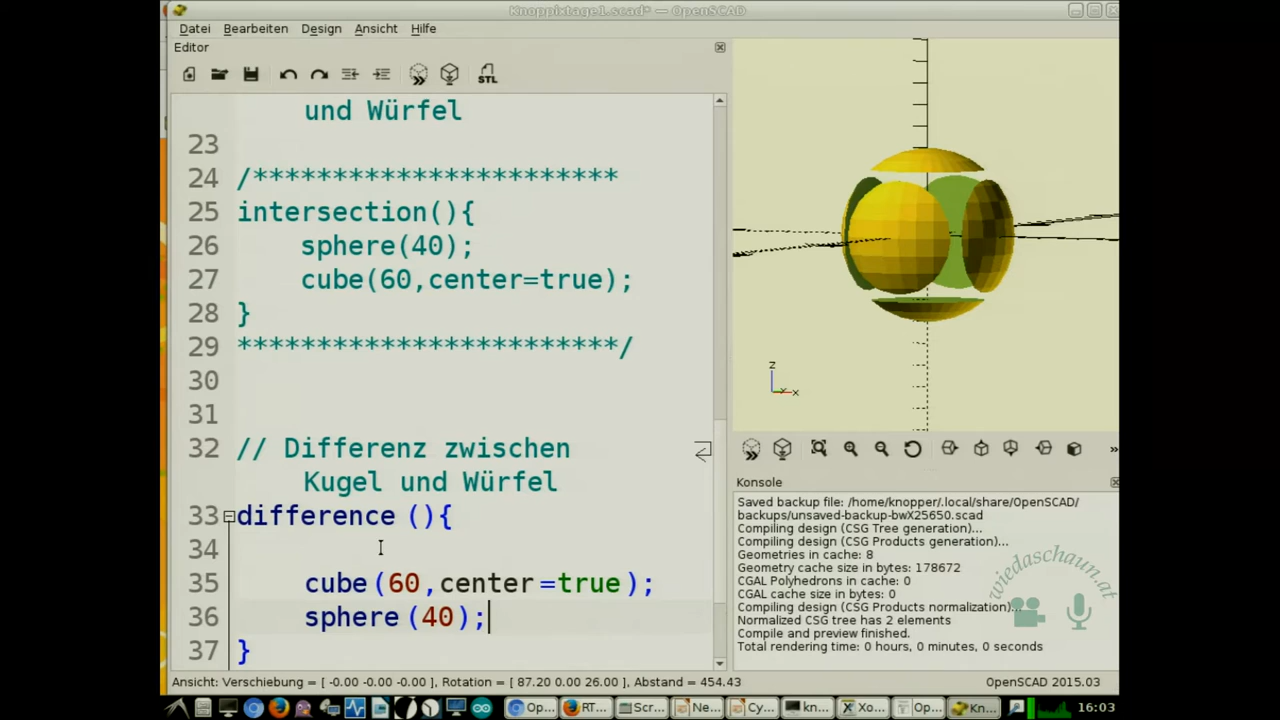 Knoppixtage1.scad* — OpenSCAD
Datei Bearbeiten Design Ansicht Hilfe
Editor
STL
und Würfel
23
24 /***********************
25 intersection(){
26 sphere(40);
27 cube(60,center=true);
28 }
29 ************************/
30
31
32 // Differenz zwischen
Kugel und Würfel
33 difference (){
34
35 cube(60,center=true);
36 sphere(40);
37 }
z
x
Konsole
Saved backup file: /home/knopper/.local/share/OpenSCAD/
backups/unsaved-backup-bwX25650.scad
Compiling design (CSG Tree generation)...
Compiling design (CSG Products generation)...
Geometries in cache: 8
Geometry cache size in bytes: 178672
CGAL Polyhedrons in cache: 0
CGAL cache size in bytes: 0
Compiling design (CSG Products normalization)...
Normalized CSG tree has 2 elements
Compile and preview finished.
Total rendering time: 0 hours, 0 minutes, 0 seconds
wiedaschaun.at
Ansicht: Verschiebung = [ -0.00 -0.00 -0.00 ], Rotation = [ 87.20 0.00 26.00 ], Abstand = 454.43
OpenSCAD 2015.03
Op... RT... Scr... Ne... Cy... kn... Xo... Op... Kn... 16:03